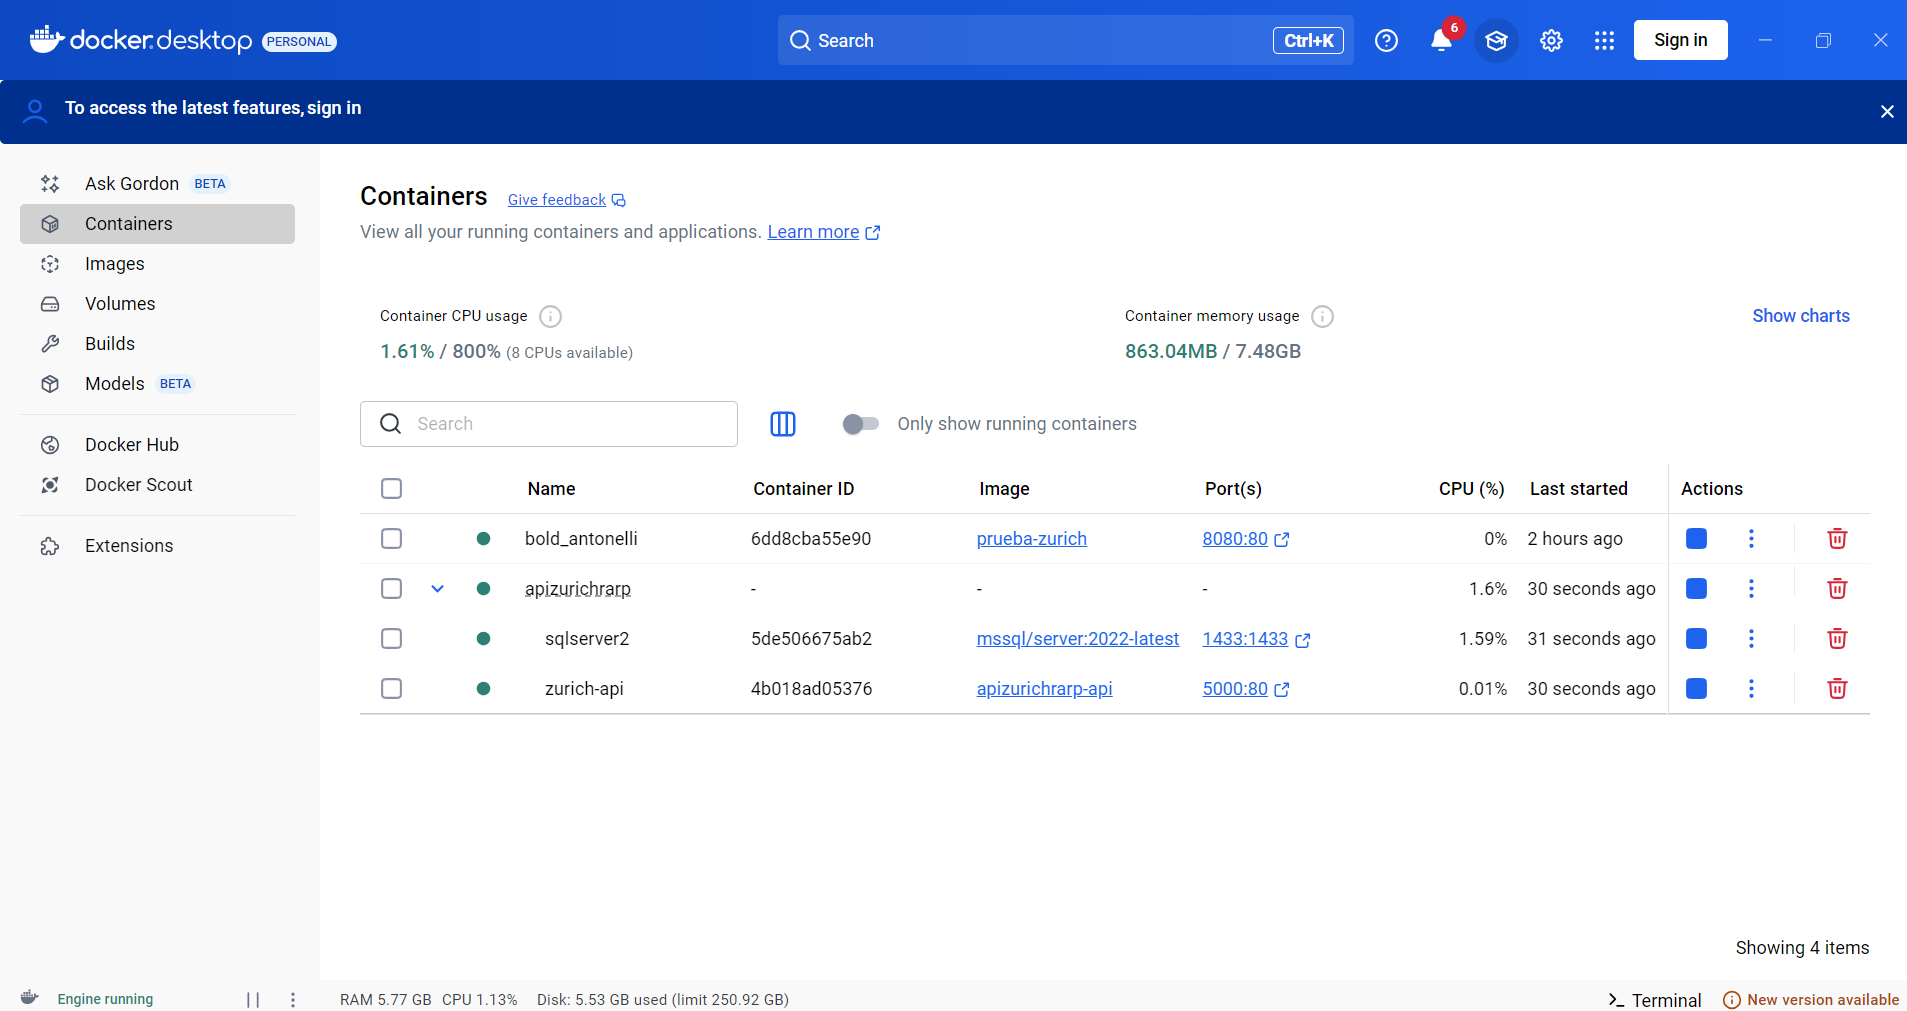 docker.desktop PERSONAL
Search
Ctrl+K
6
Sign in
To access the latest features, sign in
Ask Gordon BETA
Containers
Images
Volumes
Builds
Models BETA
Docker Hub
Docker Scout
Extensions
Containers Give feedback
View all your running containers and applications. Learn more
Container CPU usage
1.61% / 800% (8 CPUs available)
Container memory usage
863.04MB / 7.48GB
Show charts
Search
Only show running containers
Name Container ID Image Port(s) CPU (%) Last started Actions
bold_antonelli 6dd8cba55e90 prueba-zurich 8080:80 0% 2 hours ago
apizurichrarp - - - 1.6% 30 seconds ago
sqlserver2 5de506675ab2 mssql/server:2022-latest 1433:1433 1.59% 31 seconds ago
zurich-api 4b018ad05376 apizurichrarp-api 5000:80 0.01% 30 seconds ago
Showing 4 items
Engine running
RAM 5.77 GB CPU 1.13% Disk: 5.53 GB used (limit 250.92 GB)
Terminal
New version available